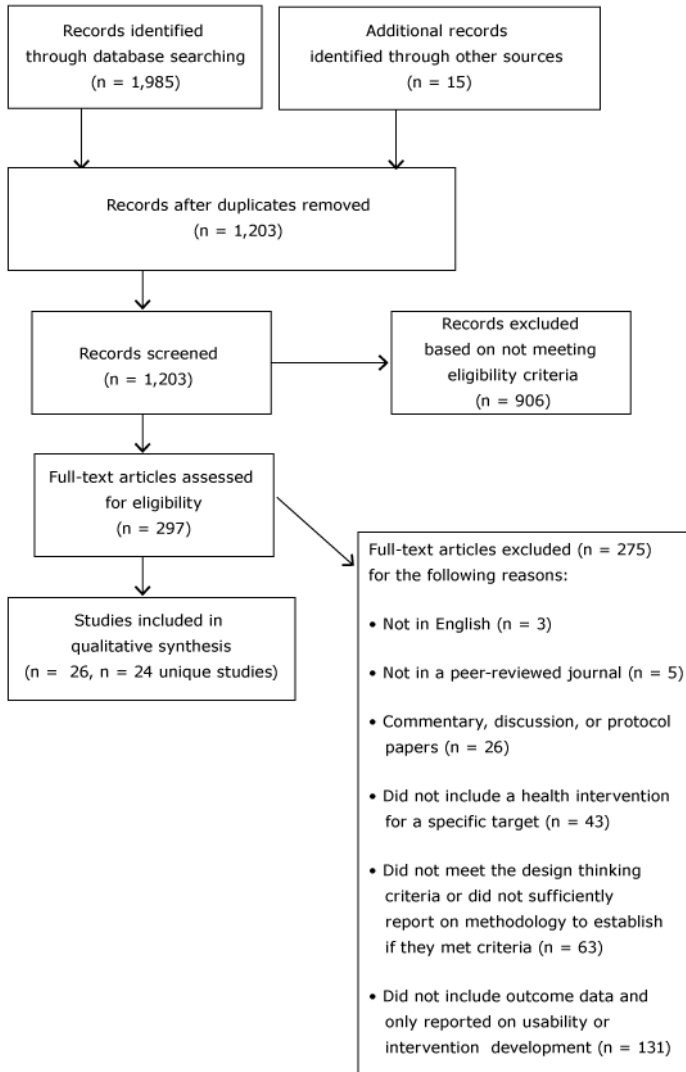 Records identified
through database searching
(n = 1,985)
Additional records
identified through other sources
(n = 15)
Records after duplicates removed
(n = 1,203)
Records screened
(n = 1,203)
Records excluded
based on not meeting
eligibility criteria
(n = 906)
Full-text articles assessed
for eligibility
(n = 297)
Full-text articles excluded (n = 275)
for the following reasons:
• Not in English (n = 3)
• Not in a peer-reviewed journal (n = 5)
• Commentary, discussion, or protocol
papers (n = 26)
• Did not include a health intervention
for a specific target (n = 43)
• Did not meet the design thinking
criteria or did not sufficiently
report on methodology to establish
if they met criteria (n = 63)
• Did not include outcome data and
only reported on usability or
intervention development (n = 131)
Studies included in
qualitative synthesis
(n = 26, n = 24 unique studies)